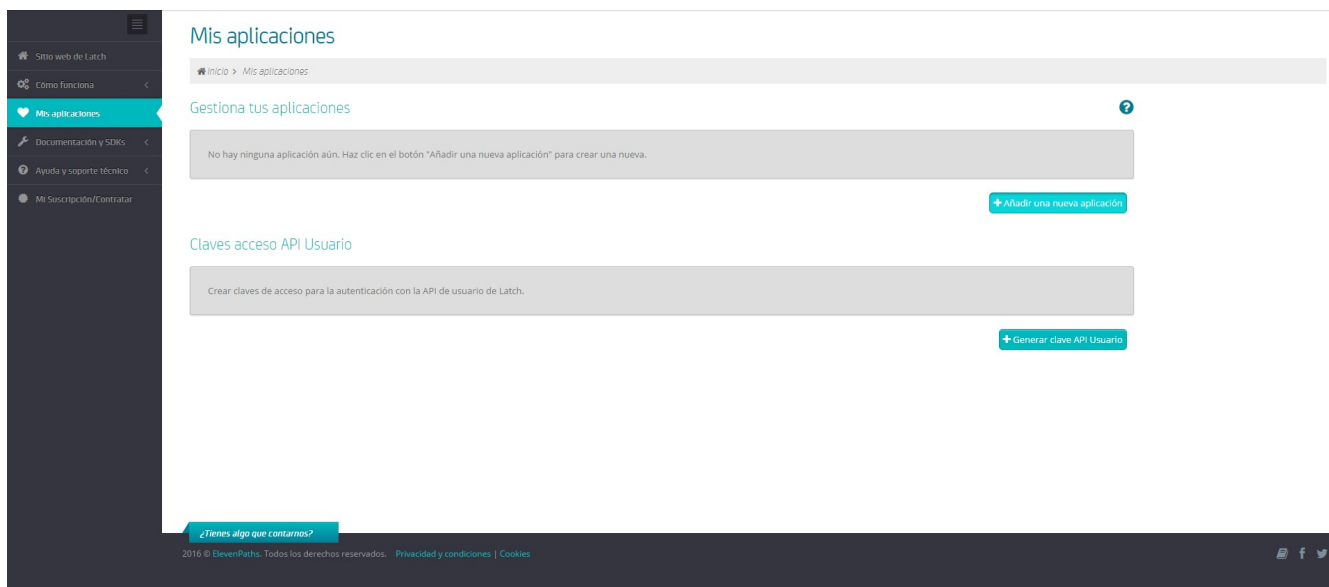 Mis aplicaciones
Sitio web de Latch
Inicio > Mis aplicaciones
Cómo funciona
Mis aplicaciones
Documentación y SDKs
Ayuda y soporte técnico
Mi Suscripción/Contratar
Gestiona tus aplicaciones
No hay ninguna aplicación aún. Haz clic en el botón "Añadir una nueva aplicación" para crear una nueva.
Añadir una nueva aplicación
Claves acceso API Usuario
Crear claves de acceso para la autenticación con la API de usuario de Latch.
Generar clave API Usuario
¿Tienes algo que contarnos?
2016 © ElevenPaths. Todos los derechos reservados. Privacidad y condiciones | Cookies